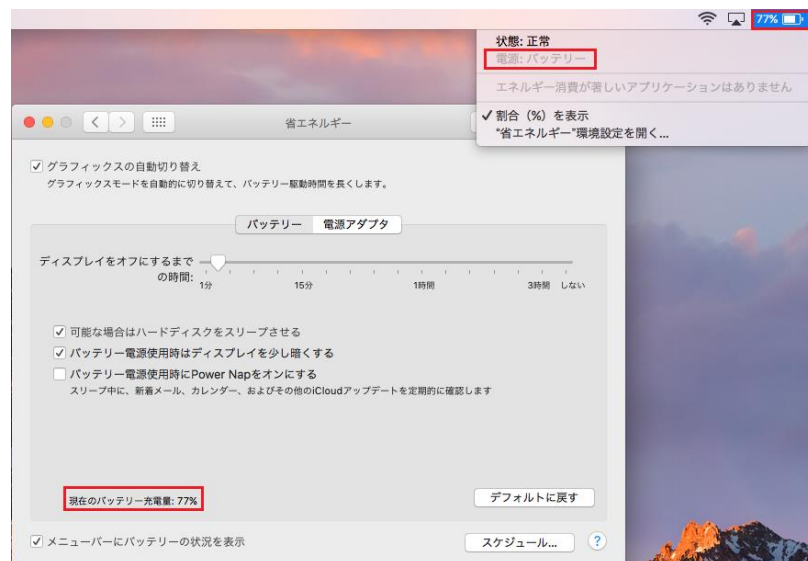 77%
状態: 正常
電源: バッテリー
エネルギー消費が著しいアプリケーションはありません
✓ 割合（%）を表示
"省エネルギー"環境設定を開く...
省エネルギー
グラフィックスの自動切り替え
グラフィックスモードを自動的に切り替えて、バッテリー駆動時間を長くします。
バッテリー 電源アダプタ
ディスプレイをオフにするまで
の時間:
1分 15分 1時間 3時間 しない
可能な場合はハードディスクをスリープさせる
バッテリー電源使用時はディスプレイを少し暗くする
バッテリー電源使用時にPower Napをオンにする
スリープ中に、新着メール、カレンダー、およびその他のiCloudアップデートを定期的に確認します
現在のバッテリー充電量: 77%
デフォルトに戻す
メニューバーにバッテリーの状況を表示
スケジュール... ?